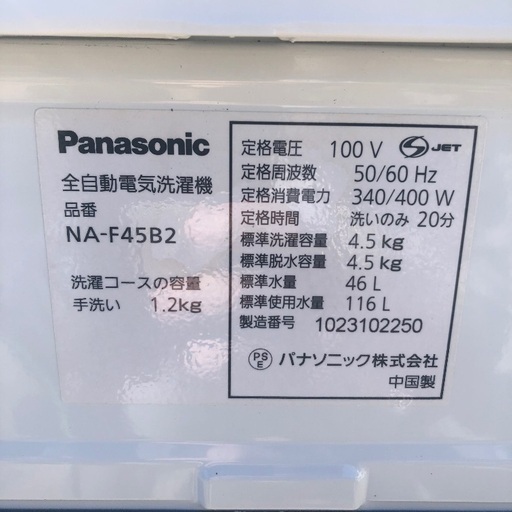 Panasonic
全自動電気洗濯機
品番
NA-F45B2
洗濯コースの容量
手洗い 1.2kg
定格電圧 100 V S JET
定格周波数 50/60 Hz
定格消費電力 340/400 W
定格時間 洗いのみ 20分
標準洗濯容量 4.5 kg
標準脱水容量 4.5 kg
標準水量 46 L
標準使用水量 116 L
製造番号 1023102250
PSE パナソニック株式会社
中国製